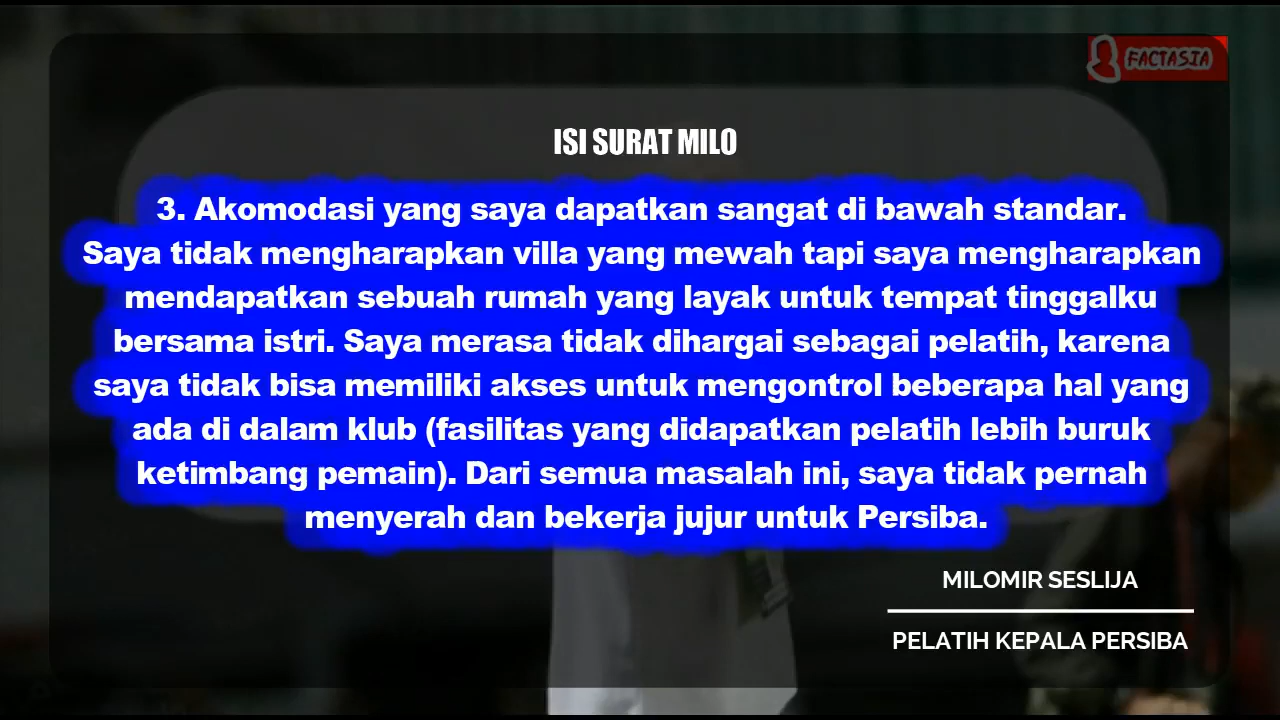 FACTASIA
ISI SURAT MILO
3. Akomodasi yang saya dapatkan sangat di bawah standar.
Saya tidak mengharapkan villa yang mewah tapi saya mengharapkan
mendapatkan sebuah rumah yang layak untuk tempat tinggalku
bersama istri. Saya merasa tidak dihargai sebagai pelatih, karena
saya tidak bisa memiliki akses untuk mengontrol beberapa hal yang
ada di dalam klub (fasilitas yang didapatkan pelatih lebih buruk
ketimbang pemain). Dari semua masalah ini, saya tidak pernah
menyerah dan bekerja jujur untuk Persiba.
MILOMIR SESLIJA
PELATIH KEPALA PERSIBA